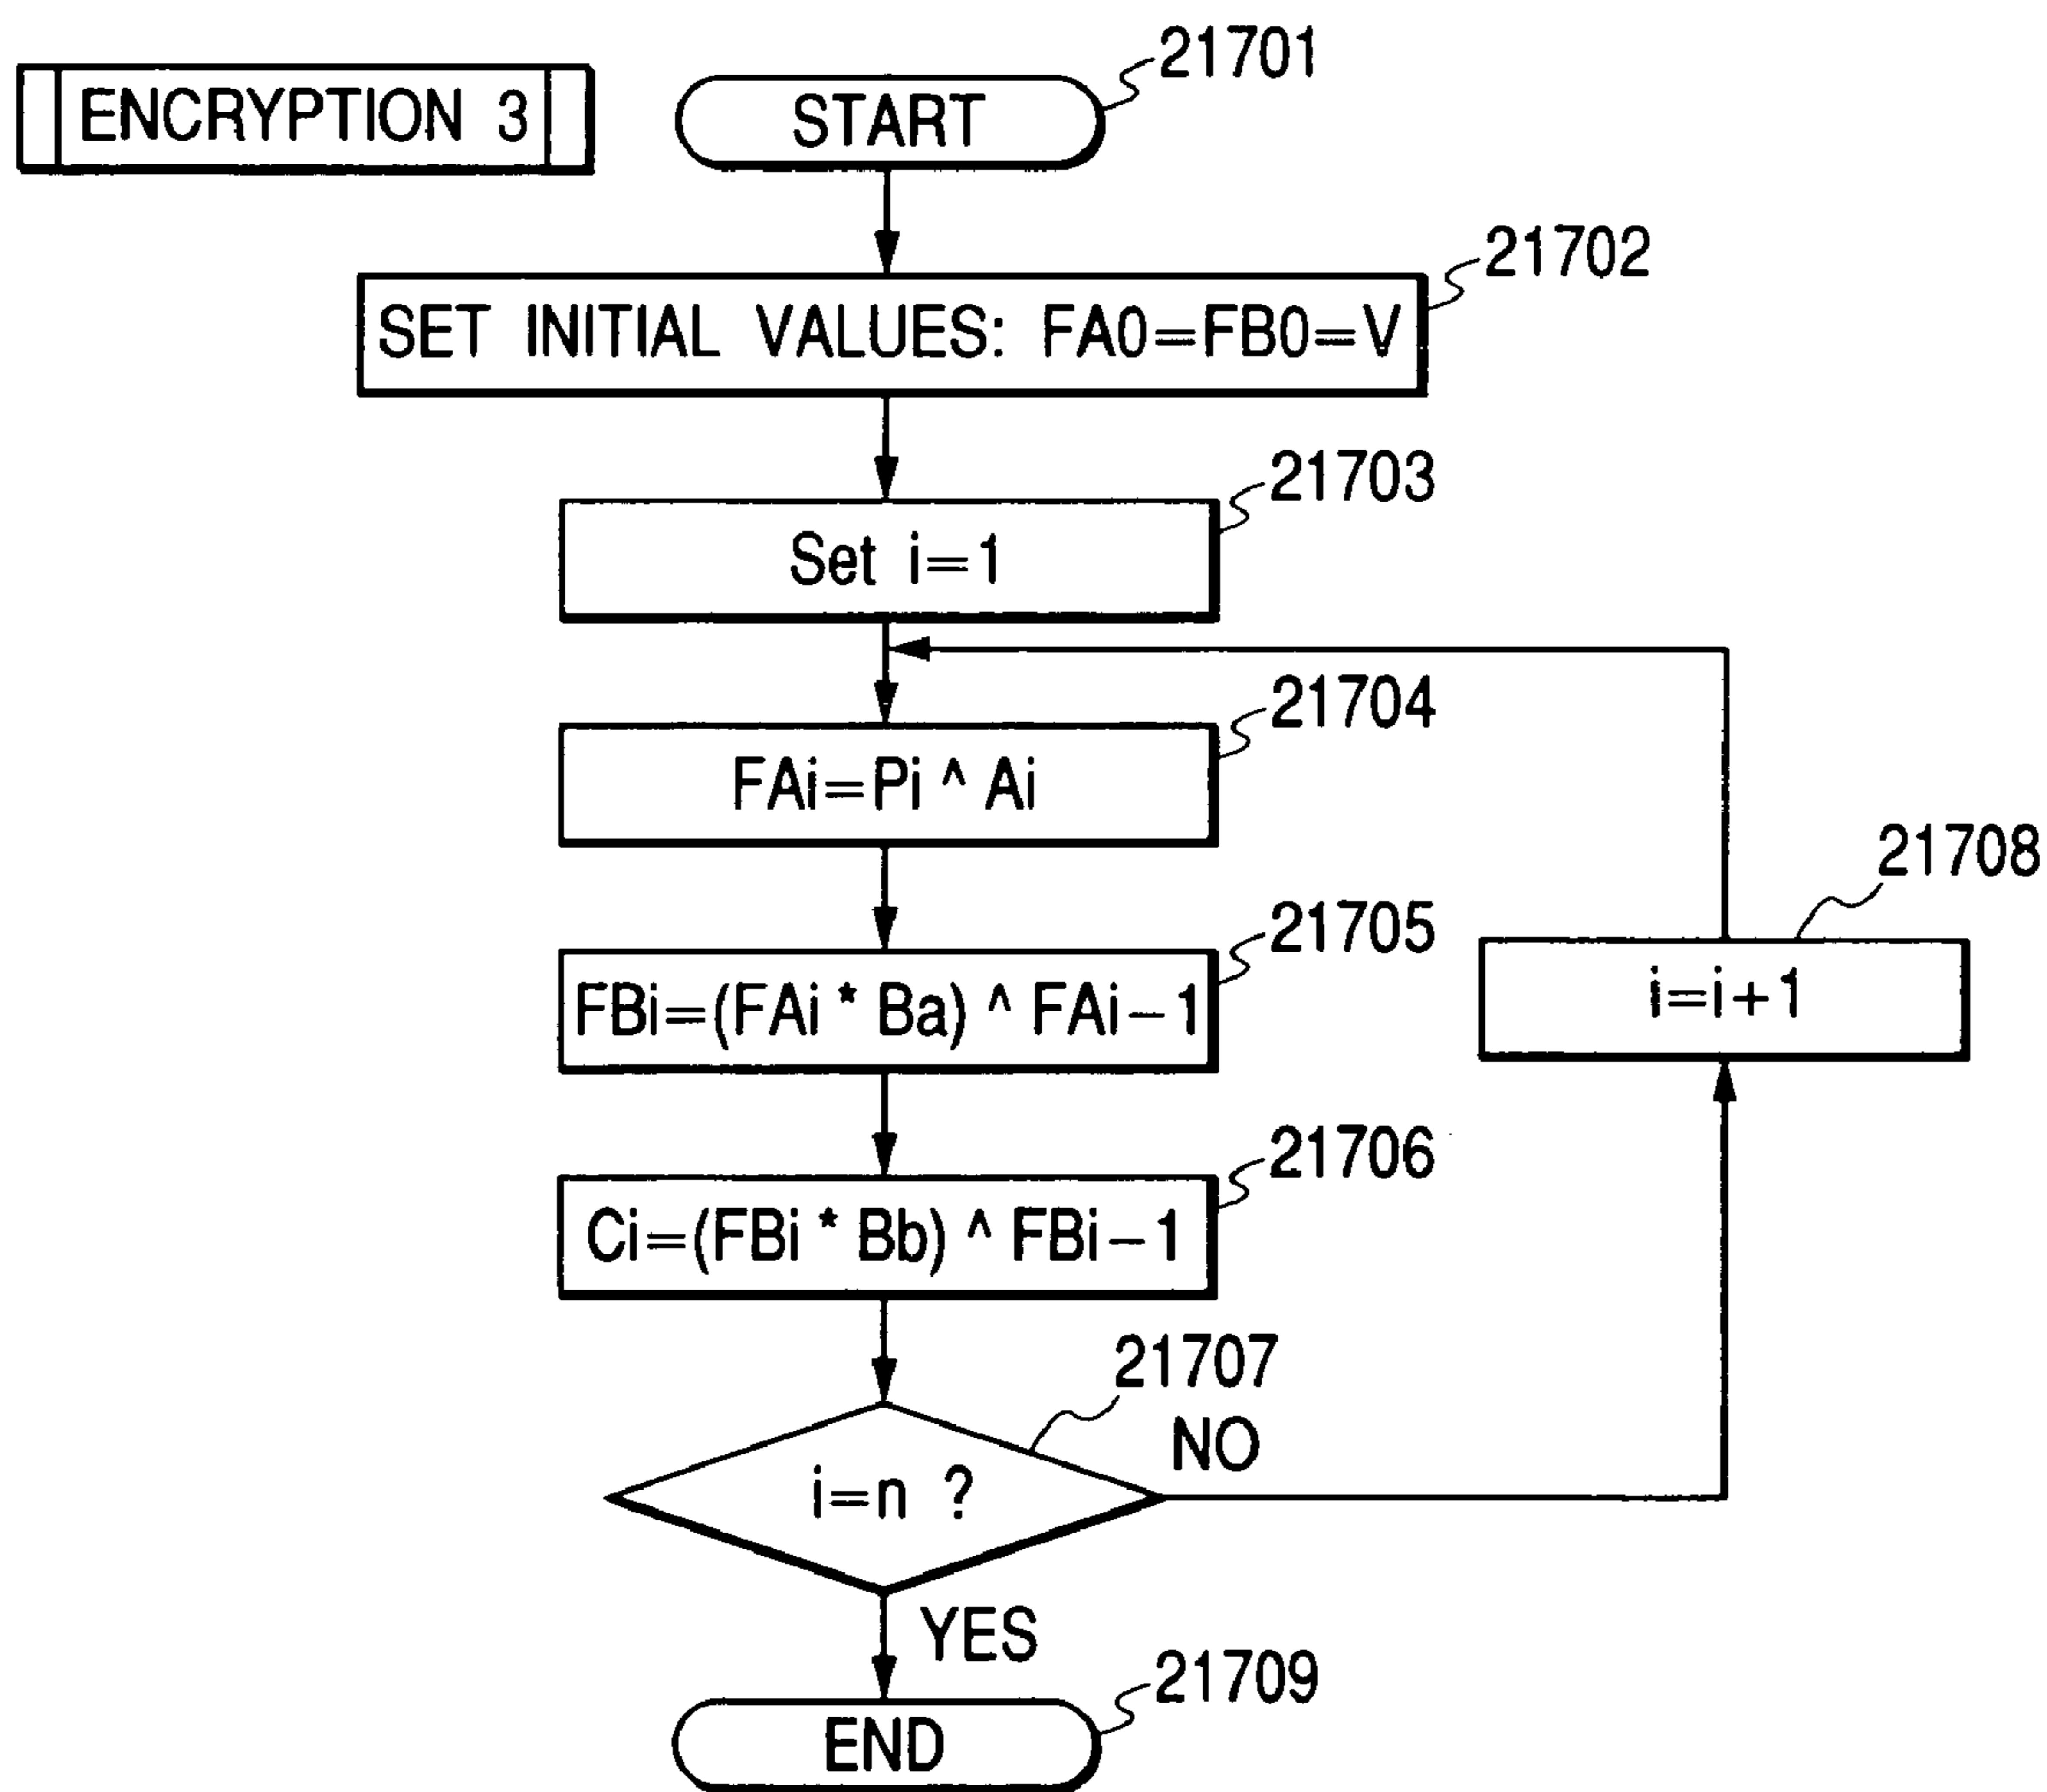 ENCRYPTION 3
START
21701
SET INITIAL VALUES: FA0=FB0=V
21702
Set i=1
21703
FAi=Pi ^ Ai
21704
FBi=(FAi * Ba) ^ FAi-1
21705
i=i+1
21708
Ci=(FBi * Bb) ^ FBi-1
21706
i=n ?
21707
NO
YES
END
21709